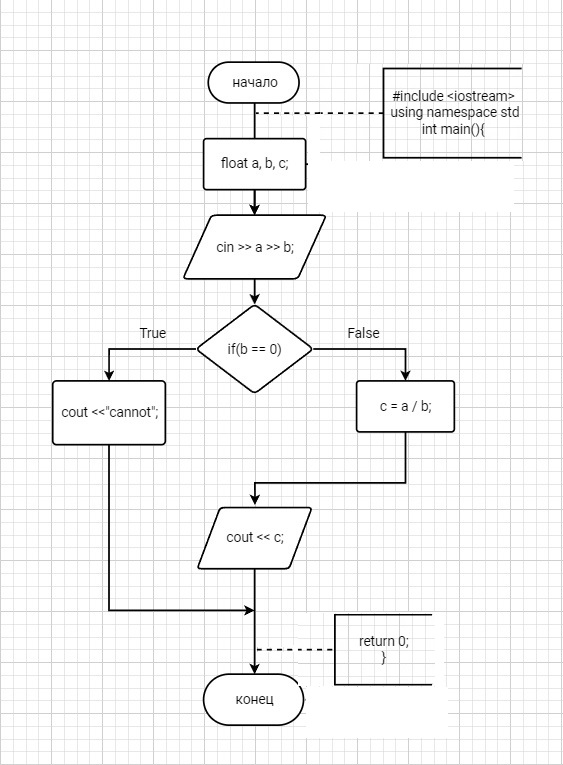 начало
#include <iostream>
using namespace std
int main(){
float a, b, c;
cin >> a >> b;
if(b == 0)
True
False
cout <<"cannot";
c = a / b;
cout << c;
return 0;
}
конец